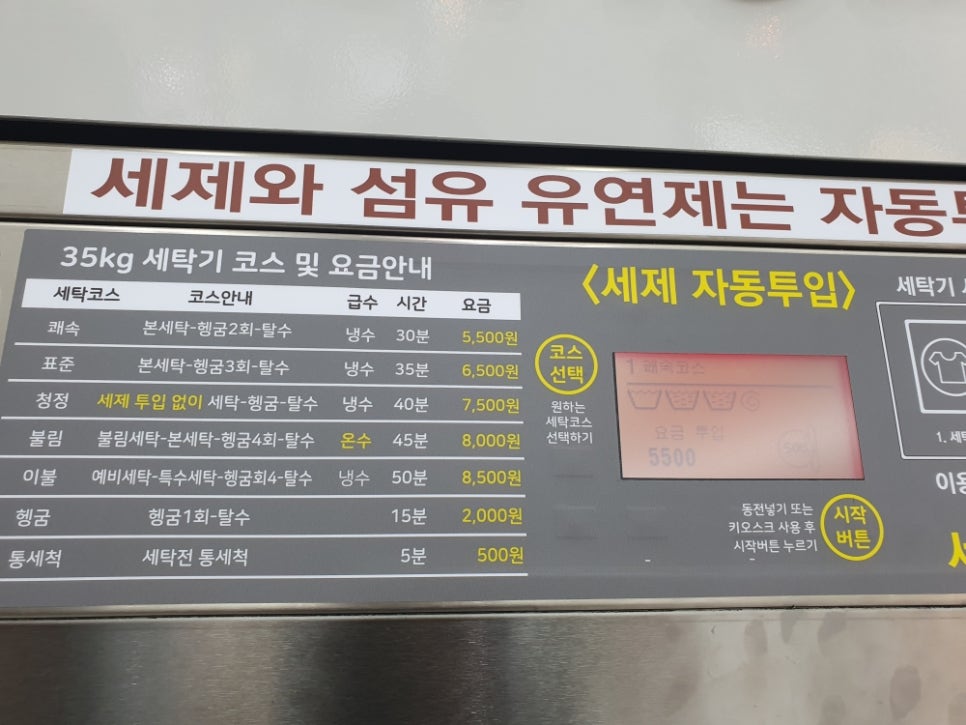 세제와 섬유 유연제는 자동
35kg 세탁기 코스 및 요금안내
세탁코스 코스안내 급수 시간 요금
쾌속 본세탁-헹굼2회-탈수 냉수 30분 5,500원
표준 본세탁-헹굼3회-탈수 냉수 35분 6,500원
청정 세제 투입 없이 세탁-헹굼-탈수 냉수 40분 7,500원
불림 불림세탁-본세탁-헹굼4회-탈수 온수 45분 8,000원
이불 예비세탁-특수세탁-헹굼회4-탈수 냉수 50분 8,500원
헹굼 헹굼1회-탈수 15분 2,000원
통세척 세탁전 통세척 5분 500원
<세제 자동투입>
코스
선택
원하는
세탁코스
선택하기
1 쾌속코스
요금 투입
5500
500
동전넣기 또는
키오스크 사용 후
시작버튼 누르기
시작
버튼
세탁기
1. 세탁
이용